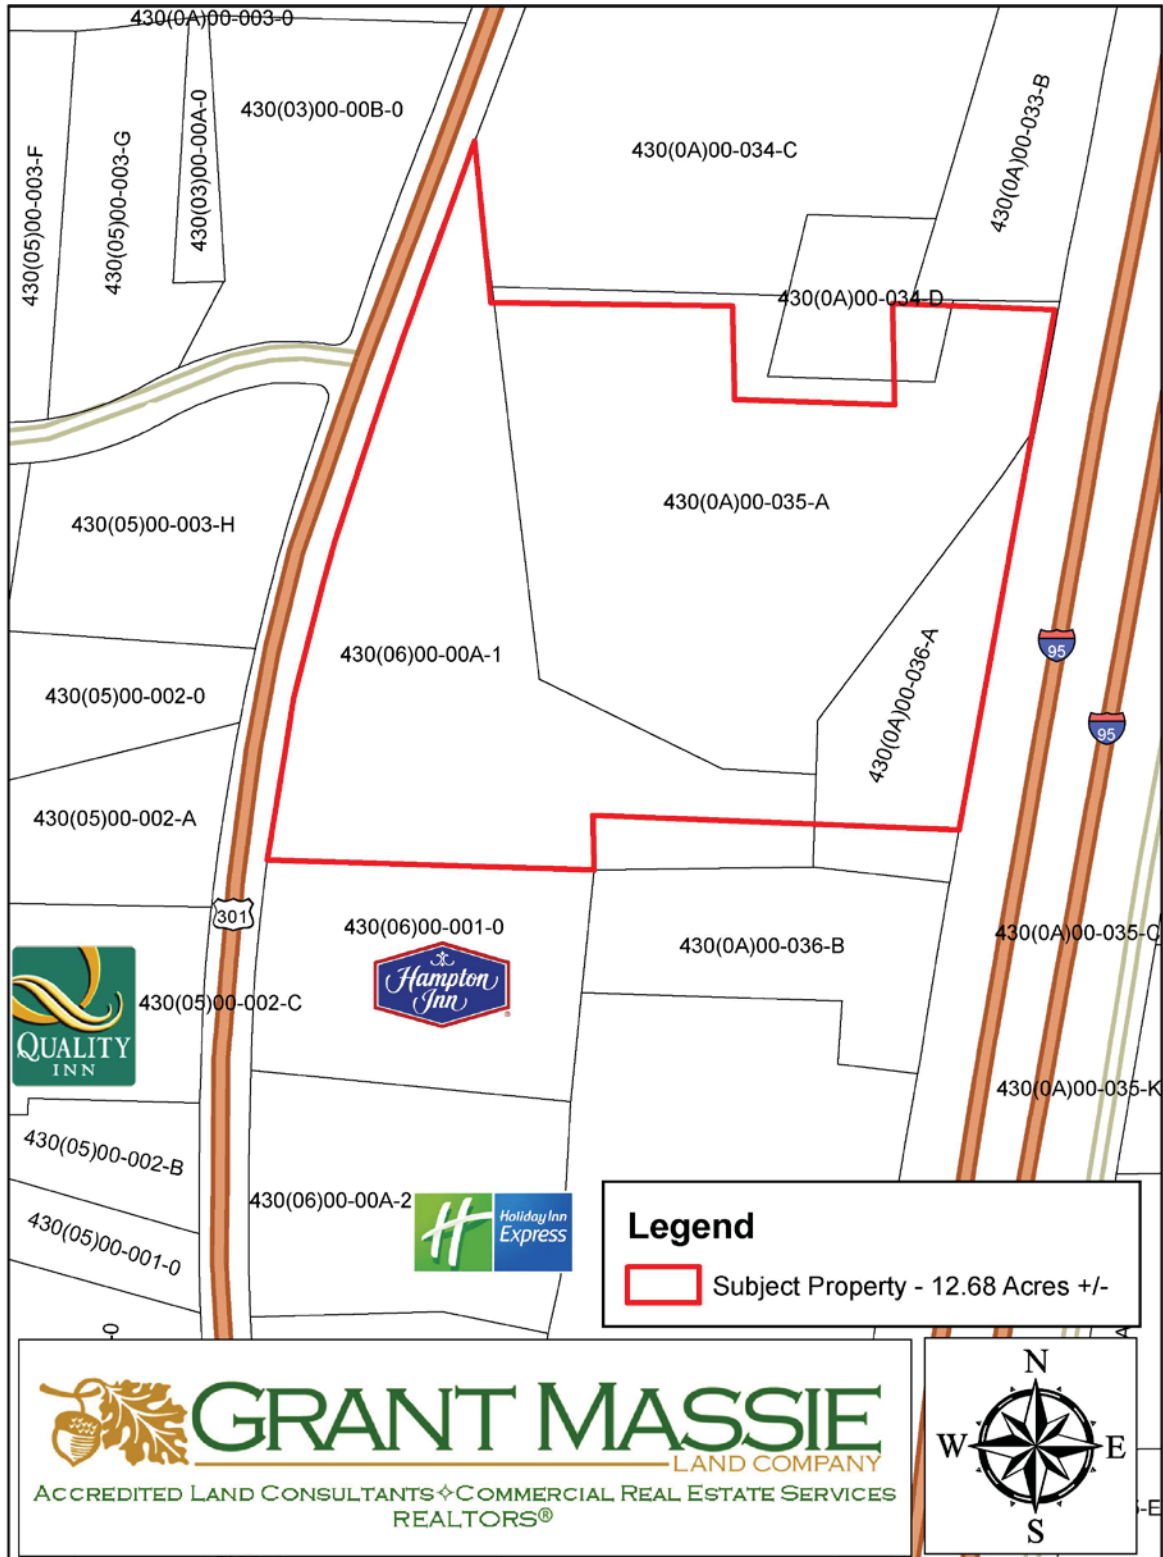 430(0A)00-003-0
430(03)00-00B-0
430(03)00-00A-0
430(05)00-003-G
430(05)00-003-F
430(0A)00-034-C
430(0A)00-033-B
430(0A)00-034-D
430(0A)00-035-A
430(05)00-003-H
430(06)00-00A-1
430(0A)00-036-A
95
95
430(05)00-002-0
430(05)00-002-A
301
430(06)00-001-0
Hampton
Inn
®
430(0A)00-036-B
430(0A)00-035-C
QUALITY
INN
430(05)00-002-C
430(0A)00-035-K
430(05)00-002-B
430(05)00-001-0
430(06)00-00A-2
Holiday Inn
Express
Legend
Subject Property - 12.68 Acres +/-
-0
GRANT MASSIE
LAND COMPANY
ACCREDITED LAND CONSULTANTS✧COMMERCIAL REAL ESTATE SERVICES
REALTORS®
N
W
E
S
-E